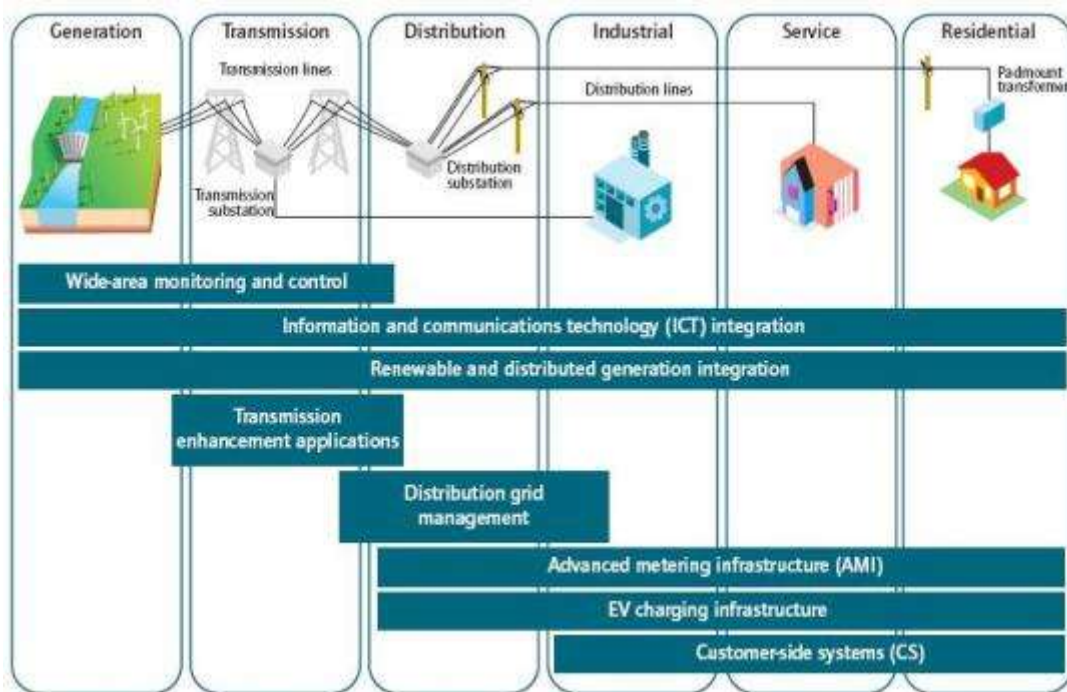 Generation
Transmission
Distribution
Industrial
Service
Residential
Transmission lines
Padmount
transformer
Distribution lines
Distribution
substation
Transmission
substation
Wide-area monitoring and control
Information and communications technology (ICT) integration
Renewable and distributed generation integration
Transmission
enhancement applications
Distribution grid
management
Advanced metering infrastructure (AMI)
EV charging infrastructure
Customer-side systems (CS)